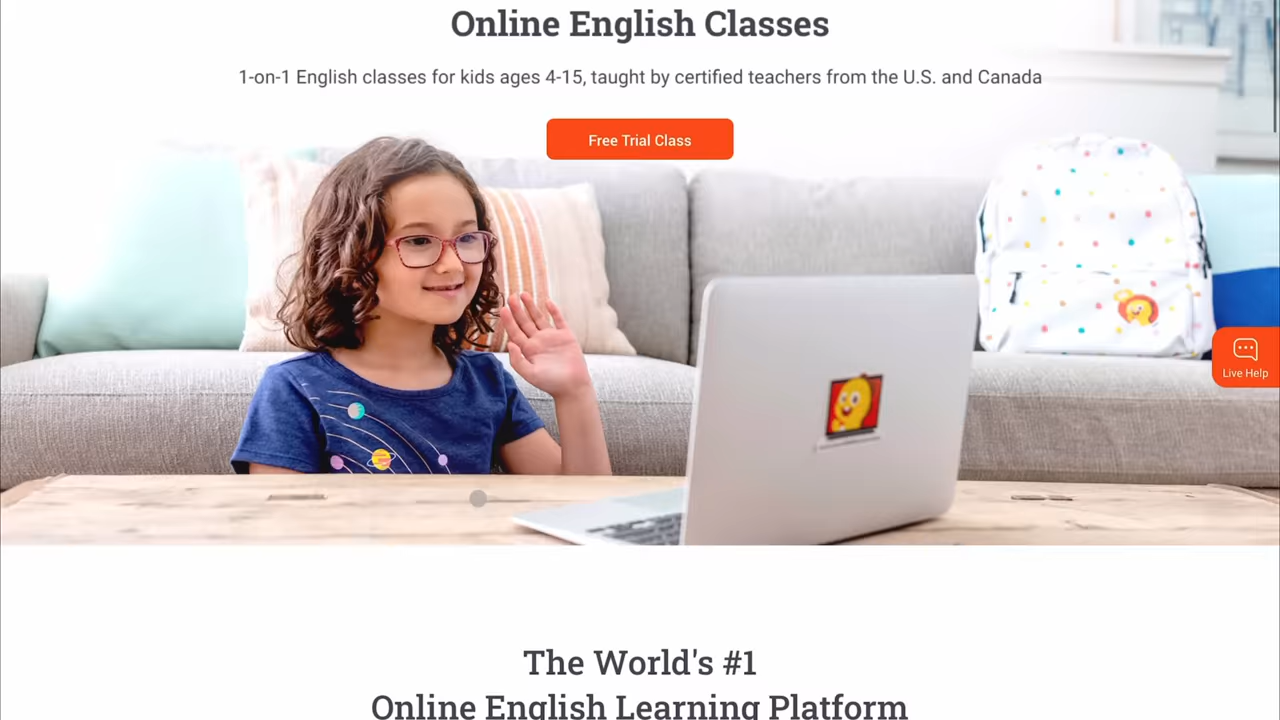 Online English Classes
1-on-1 English classes for kids ages 4-15, taught by certified teachers from the U.S. and Canada
Free Trial Class
Live Help
The World's #1
Online English Learning Platform